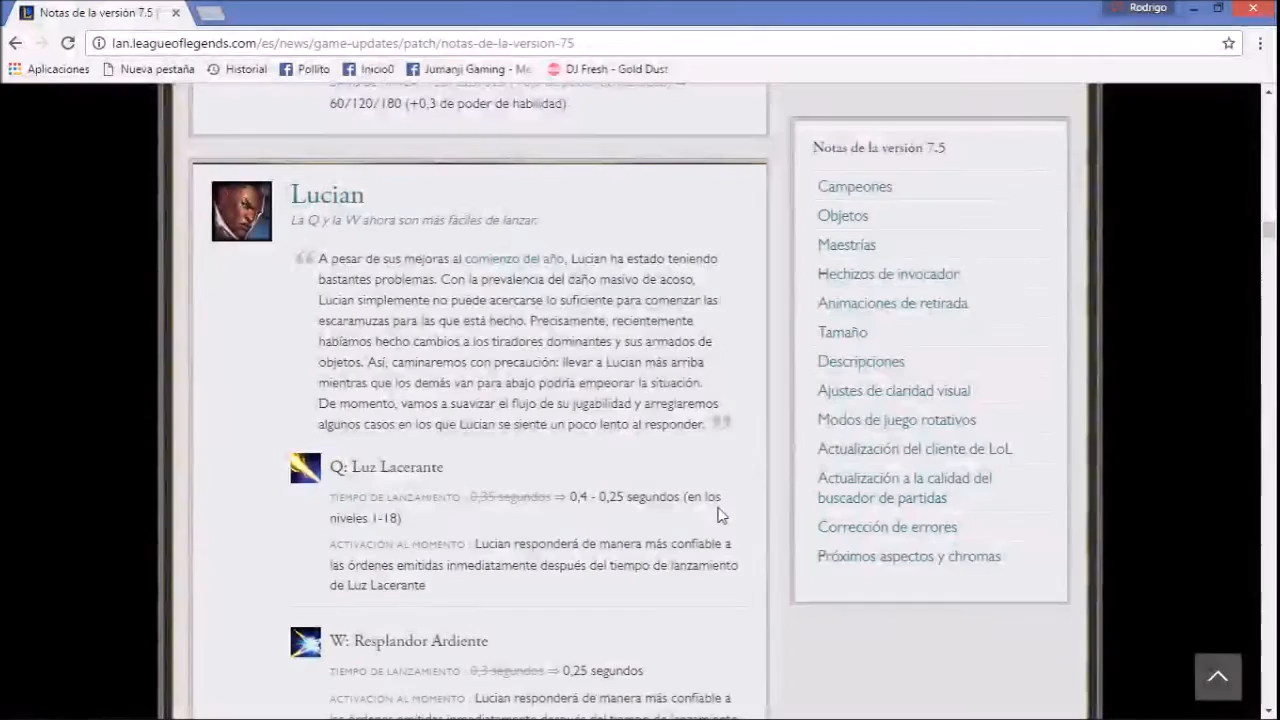 Notas de la versión 7.5
Rodrigo
lan.leagueoflegends.com/es/news/game-updates/patch/notas-de-la-version-75
Aplicaciones Nueva pestaña Historial Pollito Inicio0 Jumanji Gaming - Me DJ Fresh - Gold Dust
60/120/180 (+0,3 de poder de habilidad)
Lucian
La Q y la W ahora son más fáciles de lanzar.
A pesar de sus mejoras al comienzo del año, Lucian ha estado teniendo
bastantes problemas. Con la prevalencia del daño masivo de acoso,
Lucian simplemente no puede acercarse lo suficiente para comenzar las
escaramuzas para las que está hecho. Precisamente, recientemente
habíamos hecho cambios a los tiradores dominantes y sus armados de
objetos. Así, caminaremos con precaución: llevar a Lucian más arriba
mientras que los demás van para abajo podría empeorar la situación.
De momento, vamos a suavizar el flujo de su jugabilidad y arreglaremos
algunos casos en los que Lucian se siente un poco lento al responder.
Q: Luz Lacerante
TIEMPO DE LANZAMIENTO : 0,35 segundos ⇒ 0,4 - 0,25 segundos (en los
niveles 1-18)
ACTIVACIÓN AL MOMENTO : Lucian responderá de manera más confiable a
las órdenes emitidas inmediatamente después del tiempo de lanzamiento
de Luz Lacerante
W: Resplandor Ardiente
TIEMPO DE LANZAMIENTO : 0,3 segundos ⇒ 0,25 segundos
ACTIVACIÓN AL MOMENTO : Lucian responderá de manera más confiable a
Notas de la versión 7.5
Campeones
Objetos
Maestrías
Hechizos de invocador
Animaciones de retirada
Tamaño
Descripciones
Ajustes de claridad visual
Modos de juego rotativos
Actualización del cliente de LoL
Actualización a la calidad del
buscador de partidas
Corrección de errores
Próximos aspectos y chromas